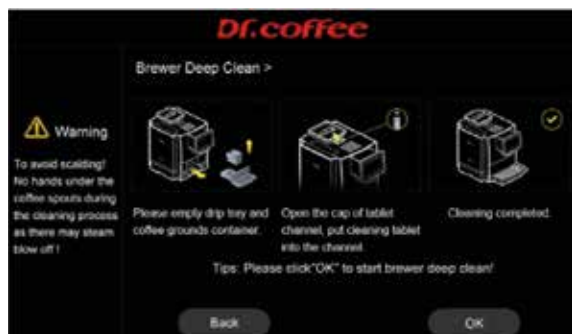 Dr.coffee
Brewer Deep Clean >
Warning
To avoid scalding!
No hands under the
coffee spouts during
the cleaning process
as there may steam
blow off !
Please empty drip tray and
coffee grounds container.
Open the cap of tablet
channel, put cleaning tablet
into the channel.
Cleaning completed.
Tips: Please click"OK" to start brewer deep clean!
Back
OK